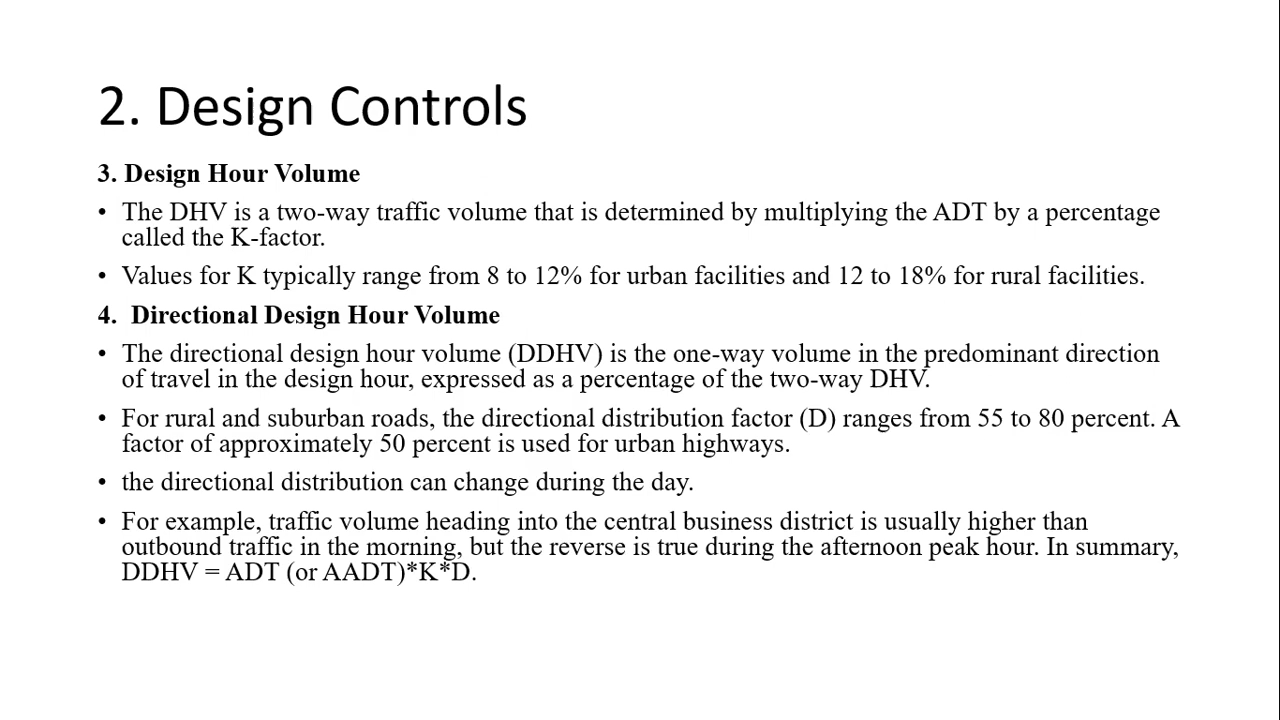 2. Design Controls
3. Design Hour Volume
• The DHV is a two-way traffic volume that is determined by multiplying the ADT by a percentage
called the K-factor.
• Values for K typically range from 8 to 12% for urban facilities and 12 to 18% for rural facilities.
4. Directional Design Hour Volume
• The directional design hour volume (DDHV) is the one-way volume in the predominant direction
of travel in the design hour, expressed as a percentage of the two-way DHV.
• For rural and suburban roads, the directional distribution factor (D) ranges from 55 to 80 percent. A
factor of approximately 50 percent is used for urban highways.
• the directional distribution can change during the day.
• For example, traffic volume heading into the central business district is usually higher than
outbound traffic in the morning, but the reverse is true during the afternoon peak hour. In summary,
DDHV = ADT (or AADT)*K*D.